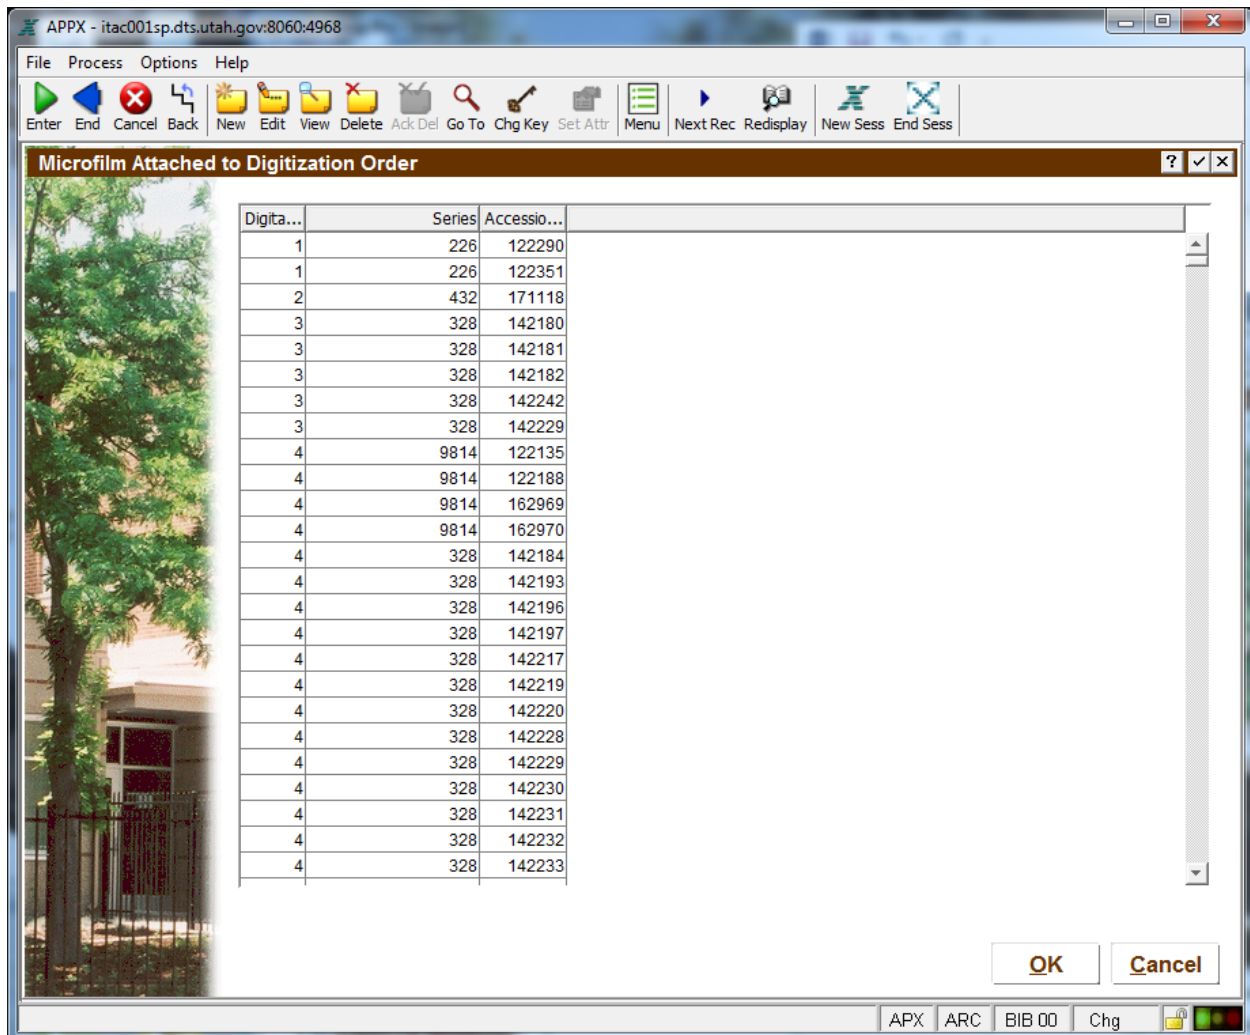 APPX - itac001sp.dts.utah.gov:8060:4968
File Process Options Help
Enter End Cancel Back New Edit View Delete Ack Del Go To Chg Key Set Attr Menu Next Rec Redisplay New Sess End Sess
Microfilm Attached to Digitization Order
Digita... Series Accessio...
1 226 122290
1 226 122351
2 432 171118
3 328 142180
3 328 142181
3 328 142182
3 328 142242
3 328 142229
4 9814 122135
4 9814 122188
4 9814 162969
4 9814 162970
4 328 142184
4 328 142193
4 328 142196
4 328 142197
4 328 142217
4 328 142219
4 328 142220
4 328 142228
4 328 142229
4 328 142230
4 328 142231
4 328 142232
4 328 142233
OK Cancel
APX ARC BIB 00 Chg